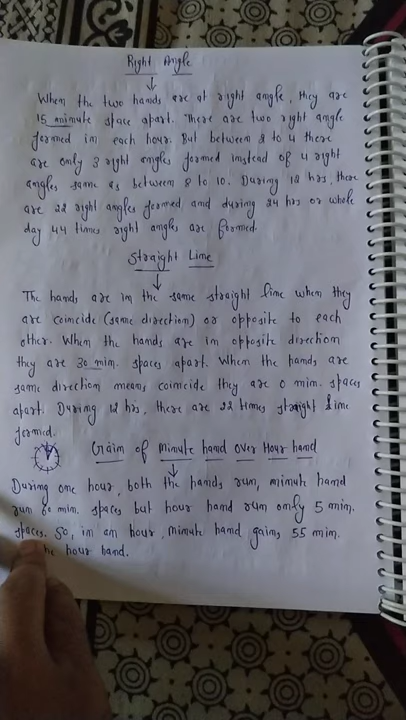 Right Angle
When the two hands are at right angle, they are
15 minute space apart. There are two right angle
formed in each hour. But between 2 to 4 there
are only 3 right angles formed instead of 4 right
angles same as between 8 to 10. During 12 hrs, there
are 22 right angles formed and during 24 hrs or whole
day 44 times right angles are formed.
Straight Line
The hands are in the same straight line when they
are coincide (same direction) or opposite to each
other. When the hands are in opposite direction
they are 30 min. spaces apart. When the hands are
same direction means coincide they are 0 min. spaces
apart. During 12 hrs, there are 22 times straight line
formed.
Gain of minute hand over Hour hand
During one hour, both the hands run, minute hand
run 60 min. spaces but hour hand run only 5 min.
spaces. So, in an hour, minute hand gains 55 min.
hour hand.